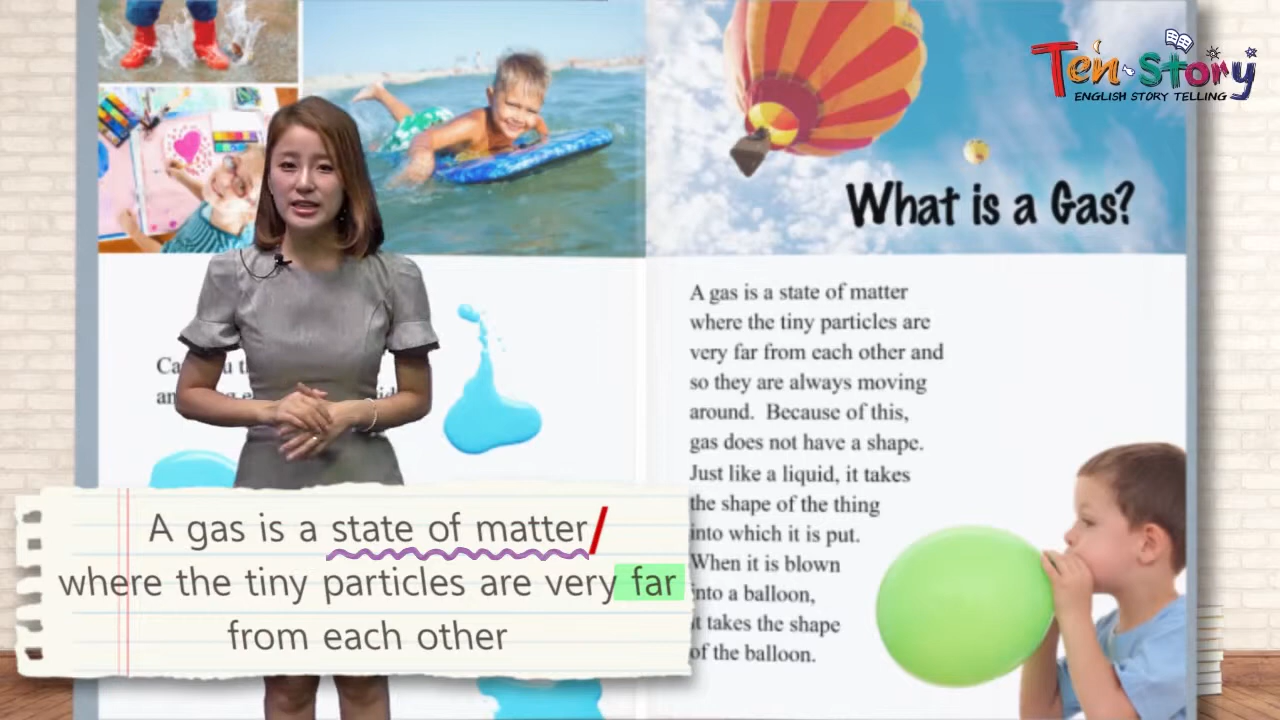 Ten Story
ENGLISH STORY TELLING
What is a Gas?
A gas is a state of matter
where the tiny particles are
very far from each other and
so they are always moving
around. Because of this,
gas does not have a shape.
Just like a liquid, it takes
the shape of the thing
into which it is put.
When it is blown
into a balloon,
it takes the shape
of the balloon.
A gas is a state of matter/
where the tiny particles are very far
from each other